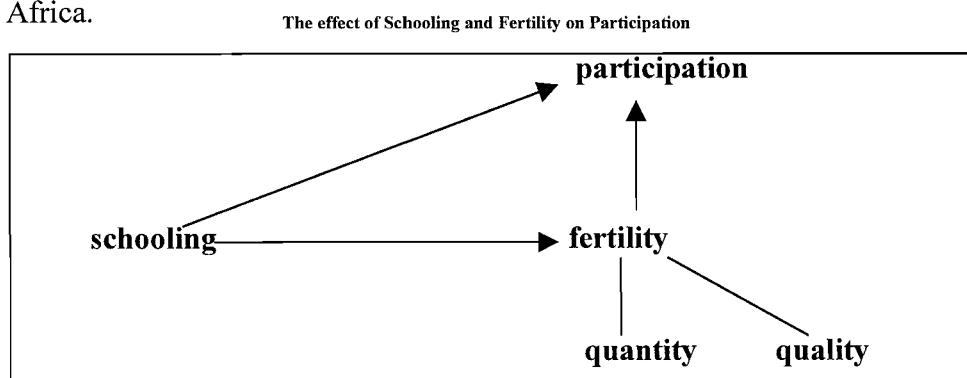 Africa.
The effect of Schooling and Fertility on Participation
participation
schooling fertility
quantity quality